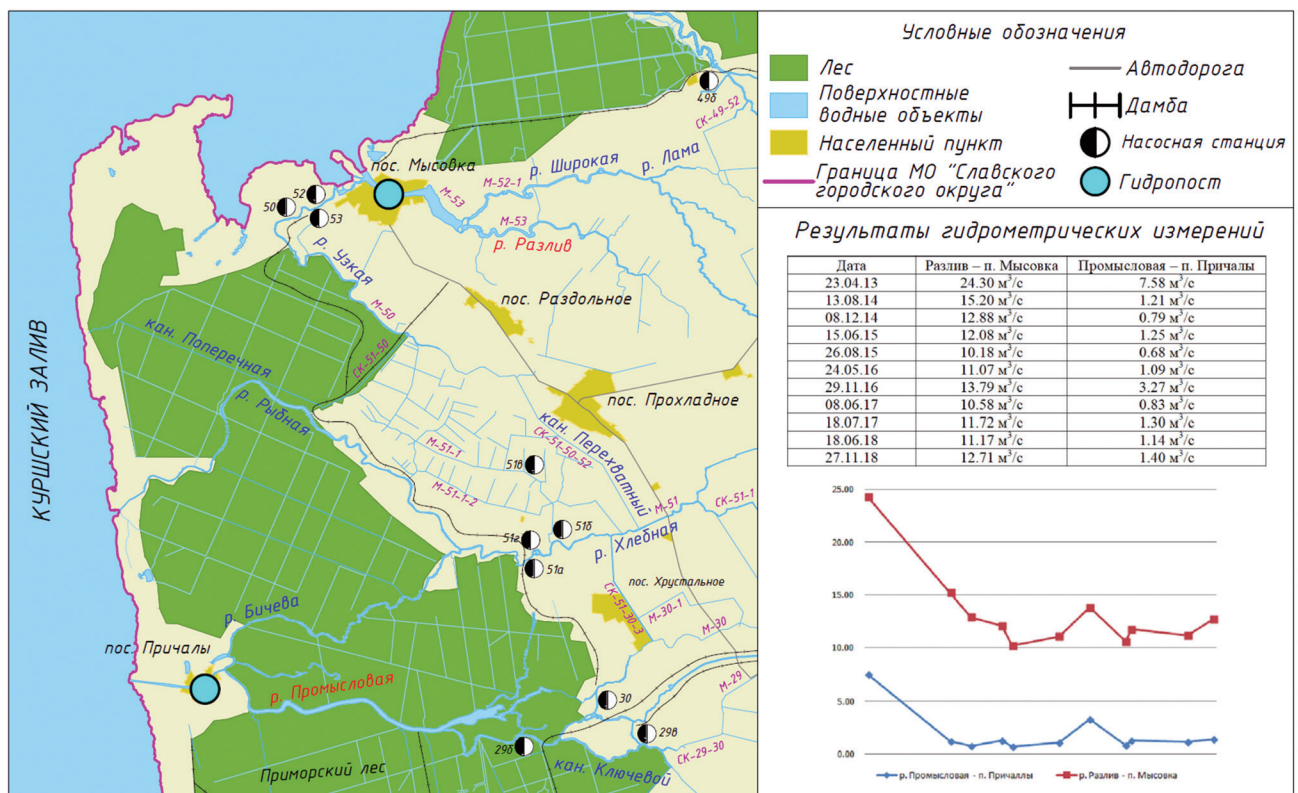 КУРШСКИЙ ЗАЛИВ
49б
СК-49-52
пос. Мысовка
р. Широкая
р. Лама
М-52-1
М-53
М-53
р. Разлив
52
50
53
р. Узкая
М-50
пос. Раздольное
кан. Поперечная
СК-51-50
р. Рыбная
пос. Прохладное
кан. Перехватный
СК-51-50-52
М-51-1
51в
М-51-1-2
М-51
СК-51-1
51б
51г
р. Хлебная
51а
пос. Хрустальное
СК-51-30-3
М-30-1
М-30
р. Бичева
пос. Причалы
р. Промысловая
М-29
30
29в
29б
СК-29-30
Приморский лес
кан. Ключевой
Условные обозначения
Лес
Поверхностные
водные объекты
Населенный пункт
Граница МО "Славского
городского округа"
Автодорога
Дамба
Насосная станция
Гидропост
Результаты гидрометрических измерений
Дата Разлив – п. Мысовка Промысловая – п. Причалы
23.04.13 24.30 м³/с 7.58 м³/с
13.08.14 15.20 м³/с 1.21 м³/с
08.12.14 12.88 м³/с 0.79 м³/с
15.06.15 12.08 м³/с 1.25 м³/с
26.08.15 10.18 м³/с 0.68 м³/с
24.05.16 11.07 м³/с 1.09 м³/с
29.11.16 13.79 м³/с 3.27 м³/с
08.06.17 10.58 м³/с 0.83 м³/с
18.07.17 11.72 м³/с 1.30 м³/с
18.06.18 11.17 м³/с 1.14 м³/с
27.11.18 12.71 м³/с 1.40 м³/с
25.00
20.00
15.00
10.00
5.00
0.00
р. Промысловая - п. Причаллы
р. Разлив - п. Мысовка